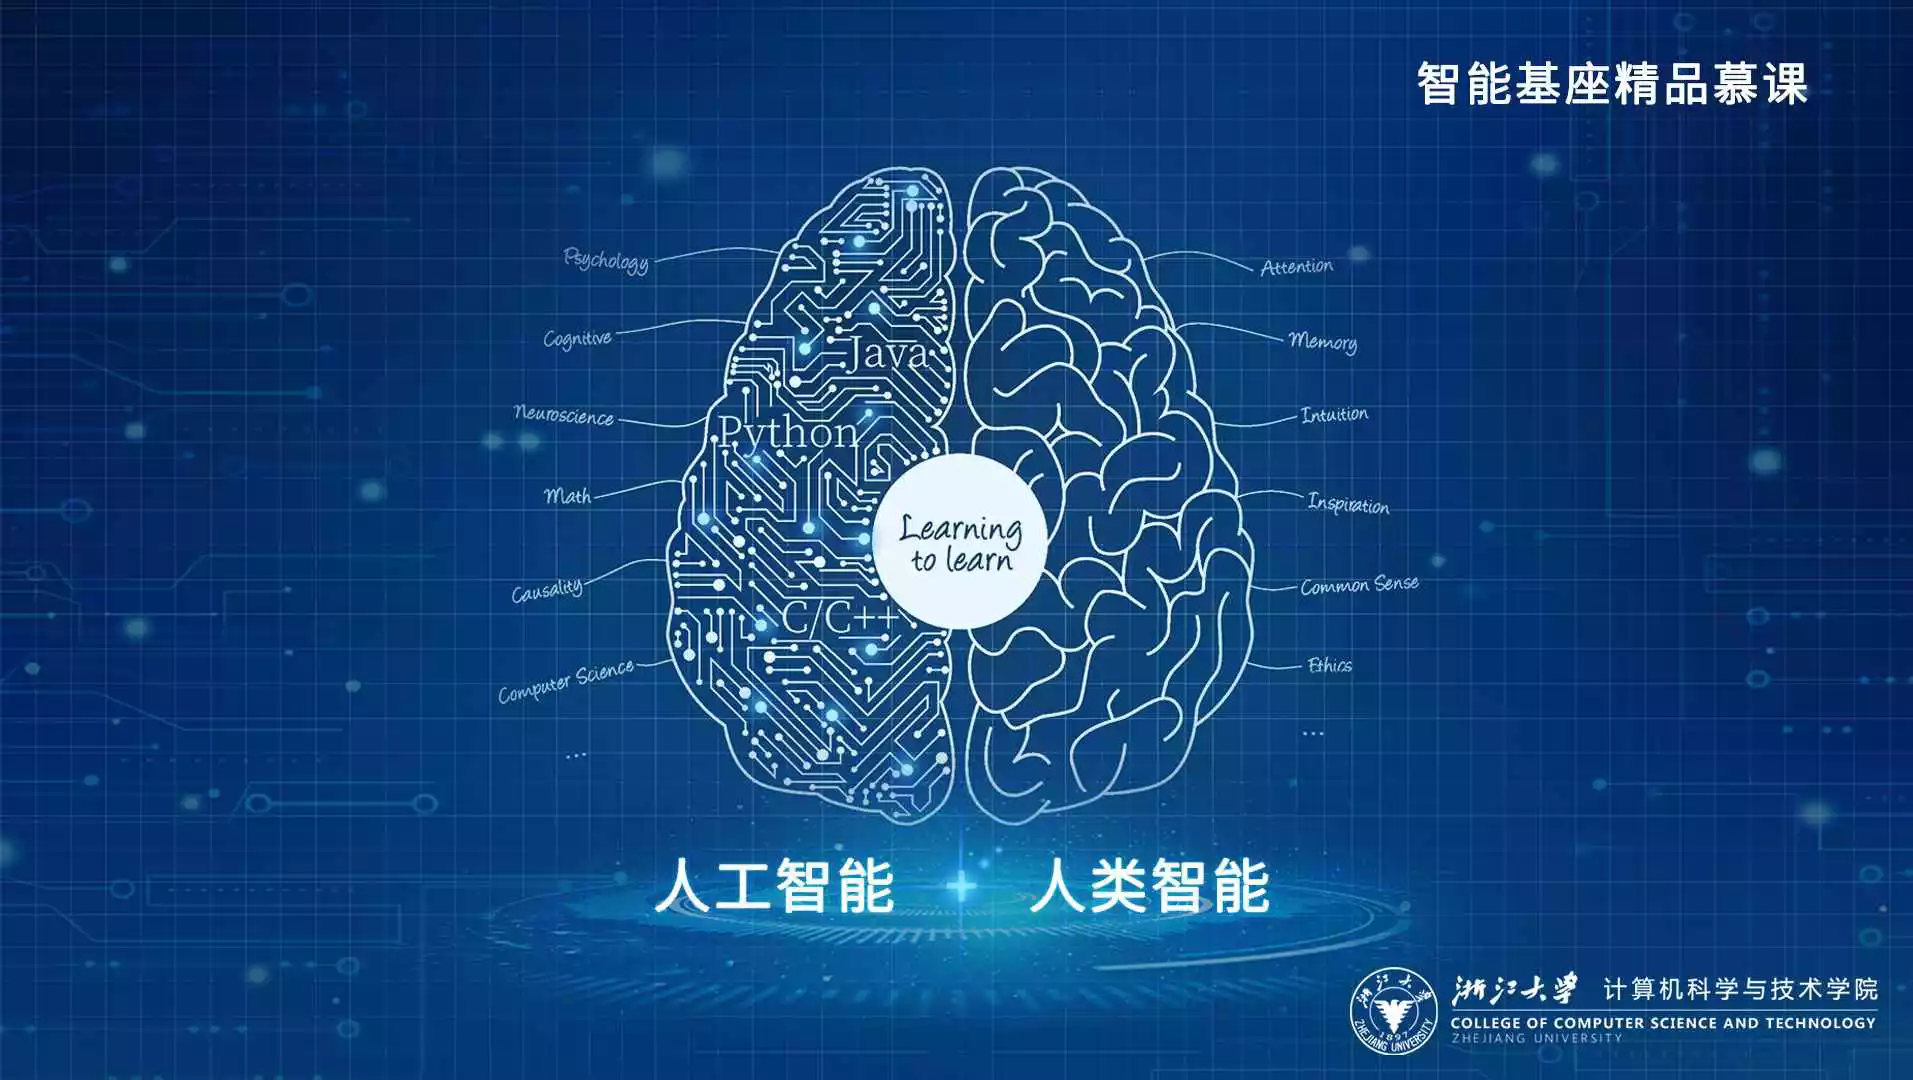 智能基座精品慕课
Psychology
Cognitive
Neuroscience
Math
Causality
Computer Science
...
Java
Python
C/C++
Learning
to learn
Attention
Memory
Intuition
Inspiration
Common Sense
Ethics
...
人工智能 + 人类智能
浙江大学 计算机科学与技术学院
COLLEGE OF COMPUTER SCIENCE AND TECHNOLOGY
ZHEJIANG UNIVERSITY
浙江大学
1897
ZHEJIANG UNIVERSITY